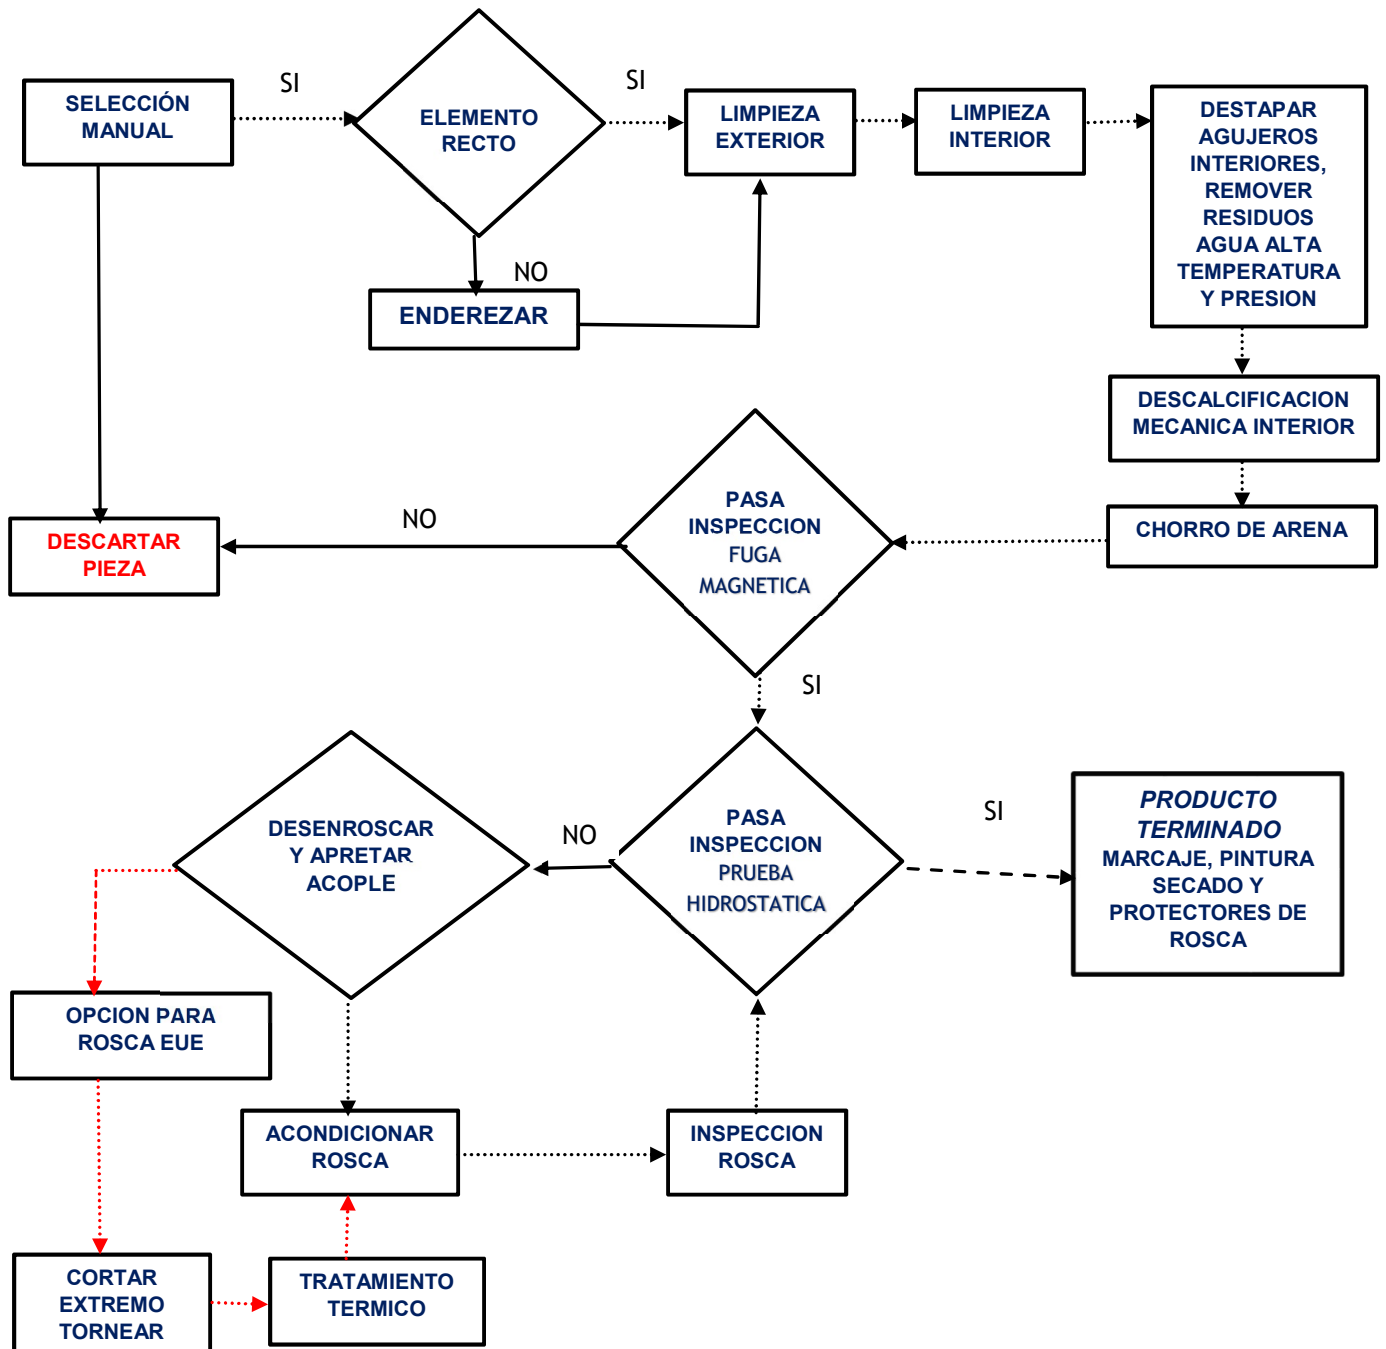 SI
SELECCIÓN
MANUAL
ELEMENTO
RECTO
SI
LIMPIEZA
EXTERIOR
LIMPIEZA
INTERIOR
DESTAPAR
AGUJEROS
INTERIORES,
REMOVER
RESIDUOS
AGUA ALTA
TEMPERATURA
Y PRESION
NO
ENDEREZAR
DESCALCIFICACION
MECANICA INTERIOR
CHORRO DE ARENA
PASA
INSPECCION
FUGA
MAGNETICA
NO
DESCARTAR
PIEZA
SI
PASA
INSPECCION
PRUEBA
HIDROSTATICA
SI
PRODUCTO
TERMINADO
MARCAJE, PINTURA
SECADO Y
PROTECTORES DE
ROSCA
NO
DESENROSCAR
Y APRETAR
ACOPLE
OPCION PARA
ROSCA EUE
ACONDICIONAR
ROSCA
INSPECCION
ROSCA
CORTAR
EXTREMO
TORNEAR
TRATAMIENTO
TERMICO